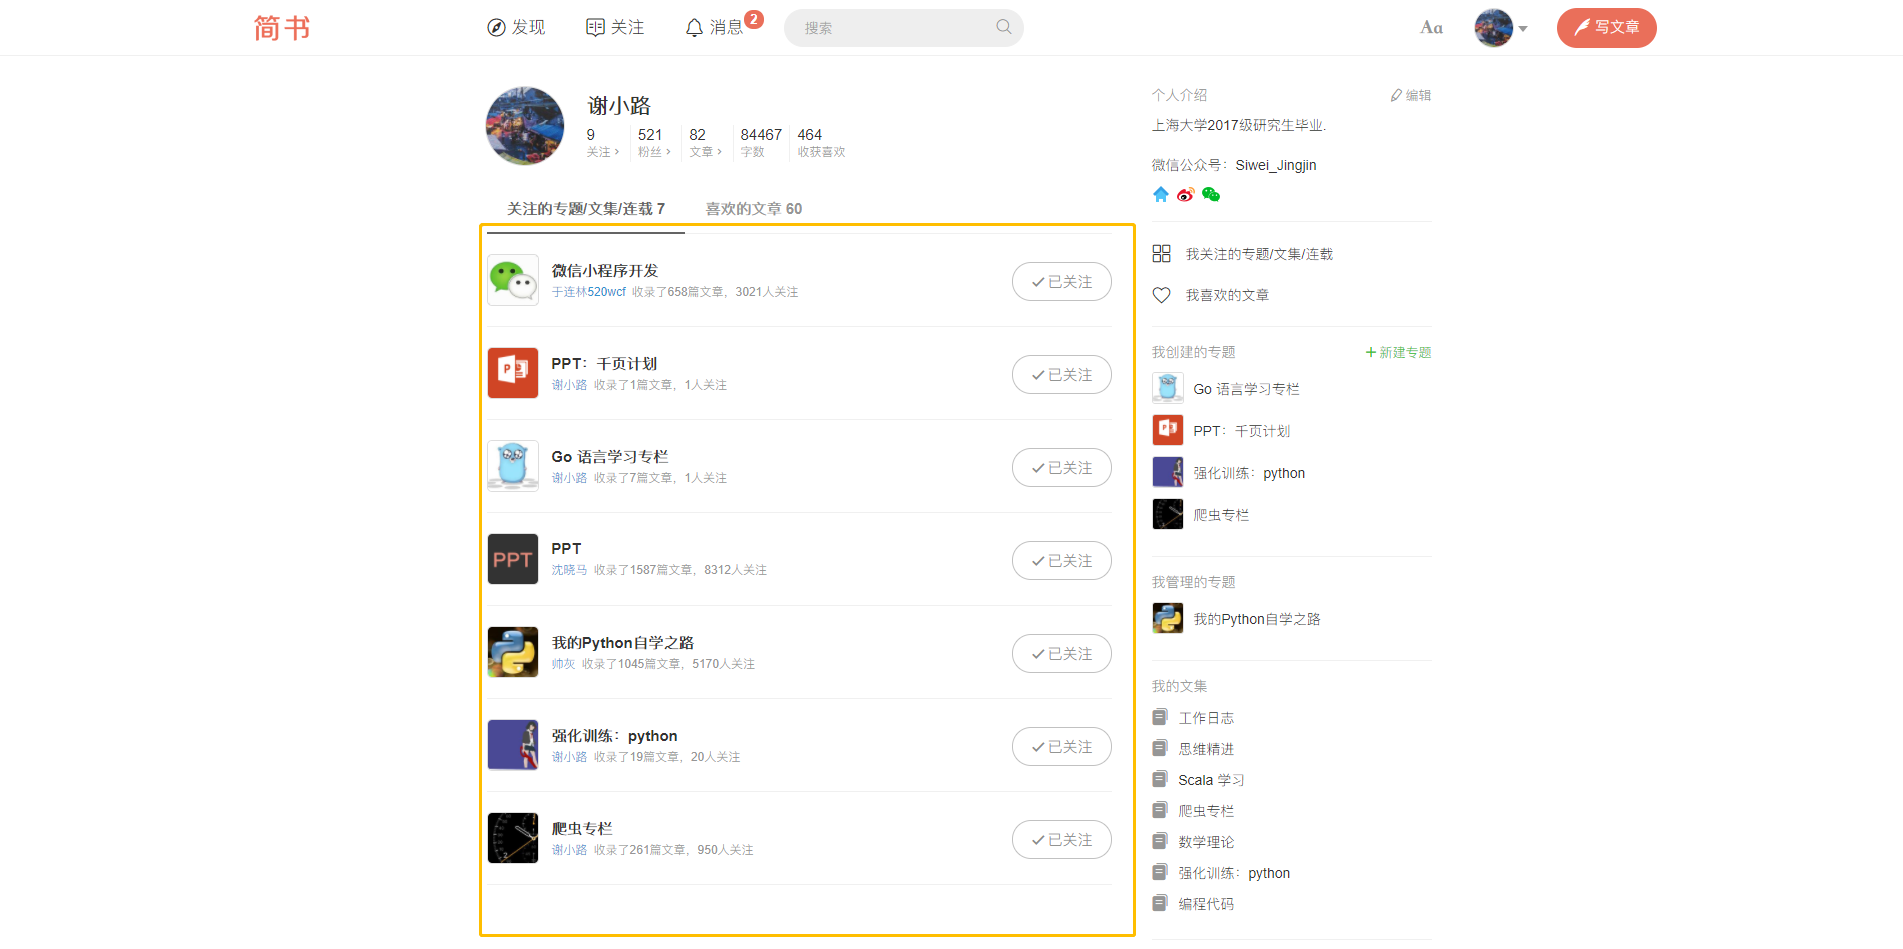 简书
发现
关注
消息
2
搜索
Aa
写文章
谢小路
9 521 82 84467 464
关注 粉丝 文章 字数 收获喜欢
关注的专题/文集/连载 7 喜欢的文章 60
微信小程序开发
于连林520wcf 收录了658篇文章，3021人关注
已关注
PPT：千页计划
谢小路 收录了1篇文章，1人关注
已关注
Go 语言学习专栏
谢小路 收录了7篇文章，1人关注
已关注
PPT
PPT
沈晓马 收录了1587篇文章，8312人关注
已关注
我的Python自学之路
帅灰 收录了1045篇文章，5170人关注
已关注
强化训练：python
谢小路 收录了19篇文章，20人关注
已关注
爬虫专栏
谢小路 收录了261篇文章，950人关注
已关注
个人介绍 编辑
上海大学2017级研究生毕业.
微信公众号：Siwei_Jingjin
我关注的专题/文集/连载
我喜欢的文章
我创建的专题 +新建专题
Go 语言学习专栏
PPT：千页计划
强化训练：python
爬虫专栏
我管理的专题
我的Python自学之路
我的文集
工作日志
思维精进
Scala 学习
爬虫专栏
数学理论
强化训练：python
编程代码